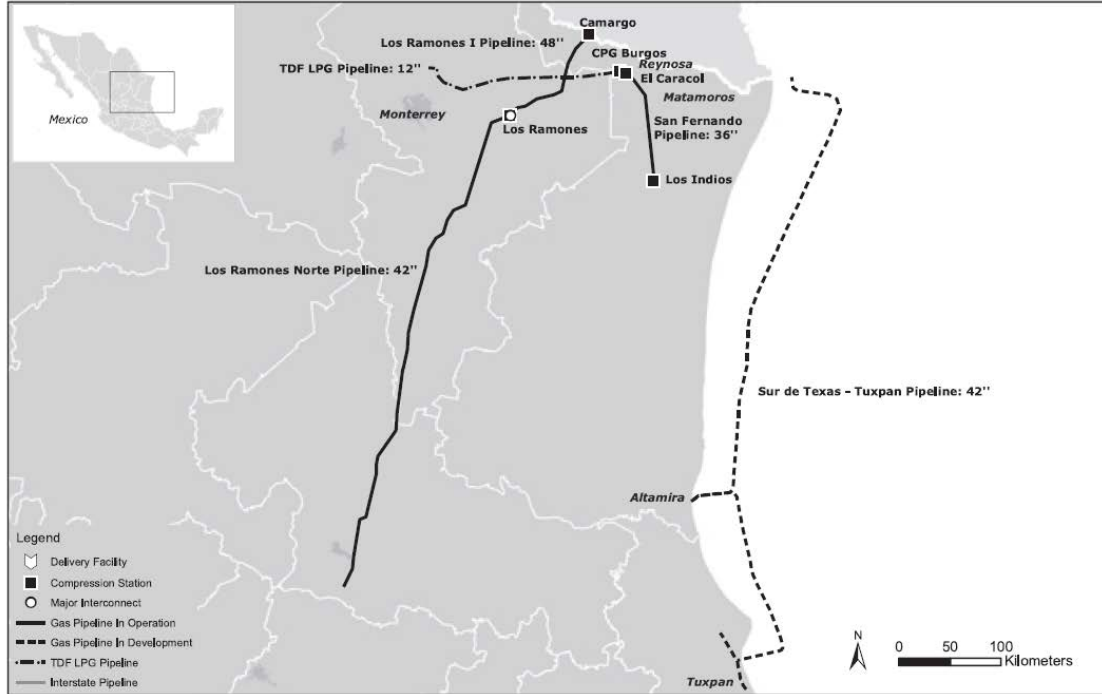 Mexico
Camargo
Los Ramones I Pipeline: 48''
CPG Burgos
TDF LPG Pipeline: 12''
Reynosa
El Caracol
Matamoros
Monterrey
San Fernando
Pipeline: 36''
Los Ramones
Los Indios
Los Ramones Norte Pipeline: 42''
Sur de Texas – Tuxpan Pipeline: 42''
Altamira
Legend
Delivery Facility
Compression Station
Major Interconnect
Gas Pipeline In Operation
Gas Pipeline In Development
TDF LPG Pipeline
Interstate Pipeline
N
0 50 100
Kilometers
Tuxpan